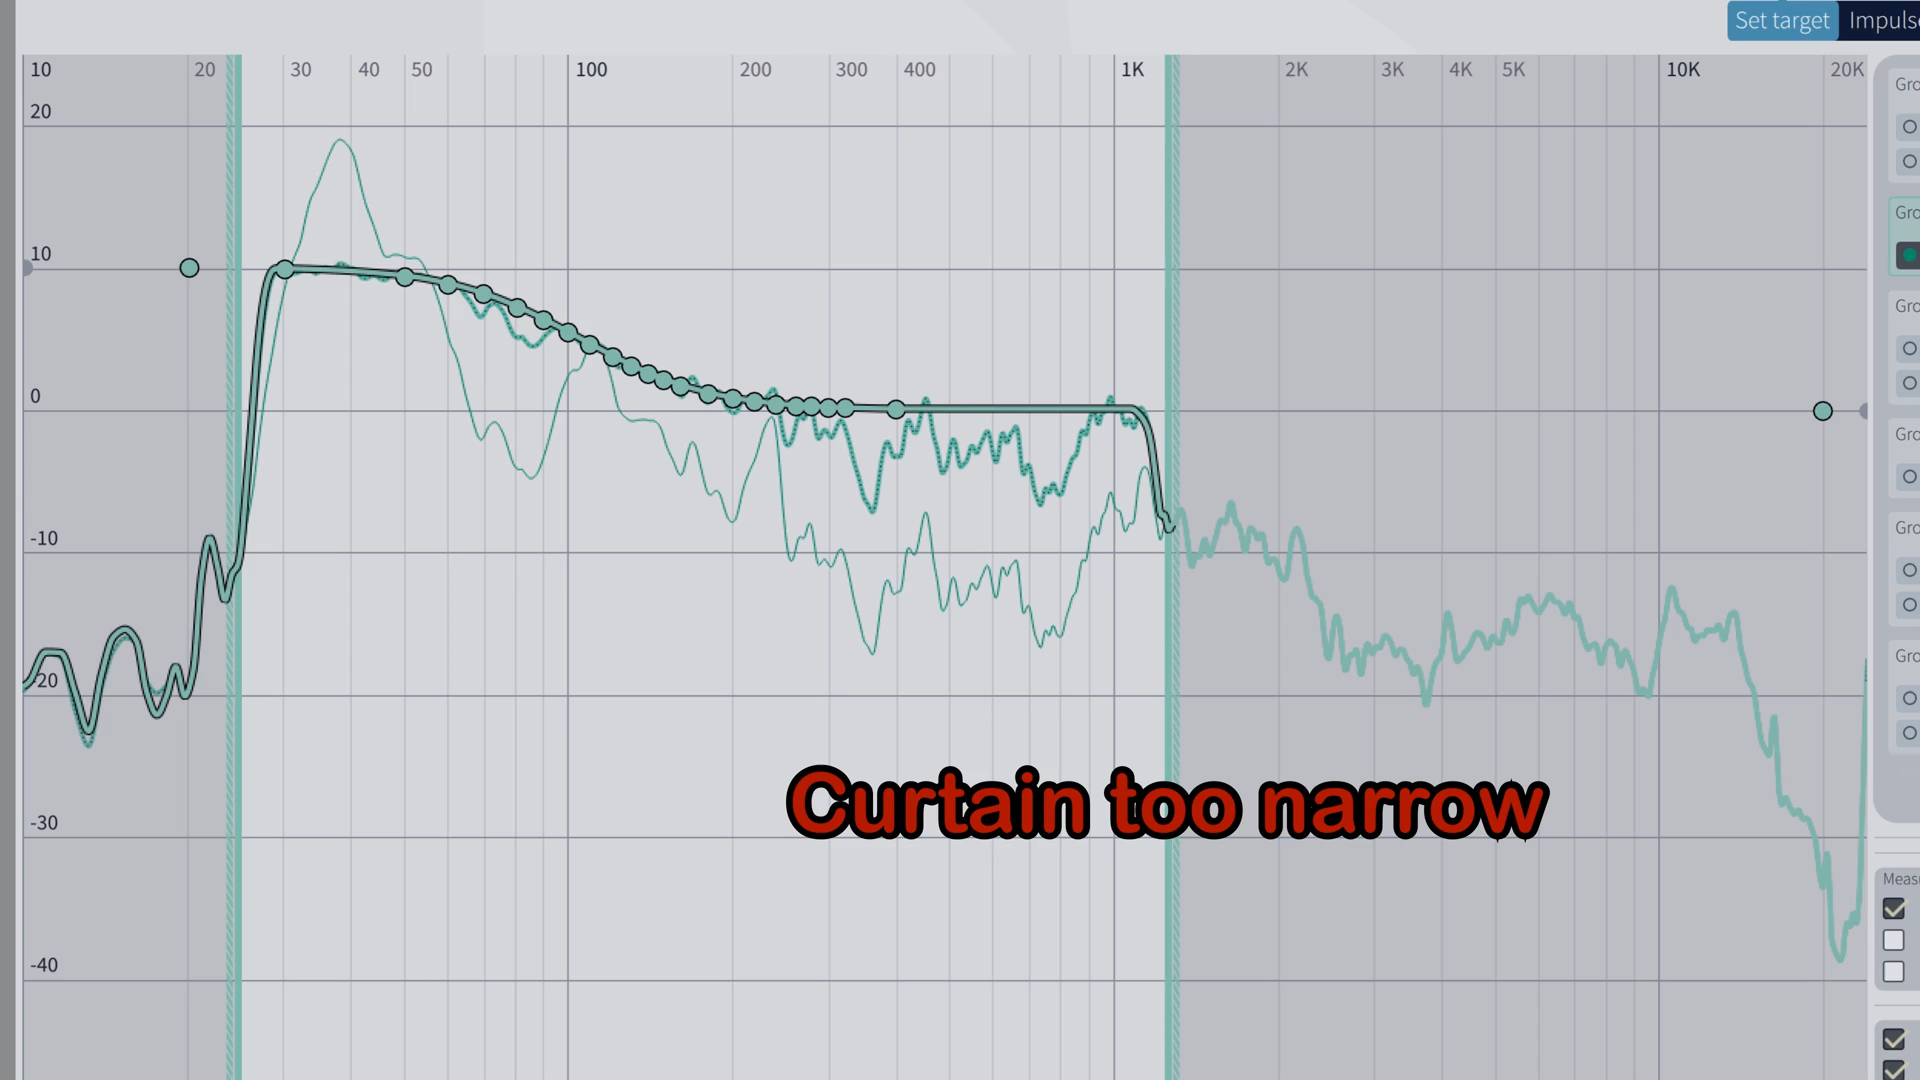 Set target
Impuls
10 20 30 40 50 100 200 300 400 1K 2K 3K 4K 5K 10K 20K
20
10
0
-10
-20
-30
-40
Gro
Gro
Gro
Gro
Gro
Gro
Meas
Curtain too narrow